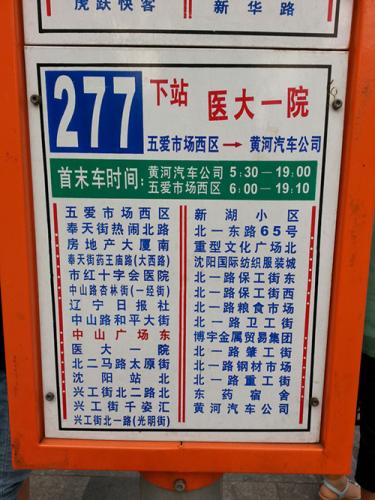 虎跃快客
新华路
277
下站 医大一院
五爱市场西区 → 黄河汽车公司
首末车时间:
黄河汽车公司 5:30—19:00
五爱市场西区 6:00—19:10
五爱市场西区
奉天街热闹北路
房地产大厦南
奉天街药王庙路(大西路)
市红十字会医院
中山路杏林街(一经街)
辽宁日报社
中山路和平大街
中山广场东
医大一院
北二马路太原街
沈阳站北
兴工街北二路北
兴工街千姿汇
兴工街北一路(光明街)
新湖小区
北一东路65号
重型文化广场北
沈阳国际纺织服装城
北一路保工街东
北一路保工街西
北一路粮食市场
北一路卫工街
博宇金属贸易集团
北一路肇工街
北一路钢材市场
北一路重工街
东药宿舍
黄河汽车公司